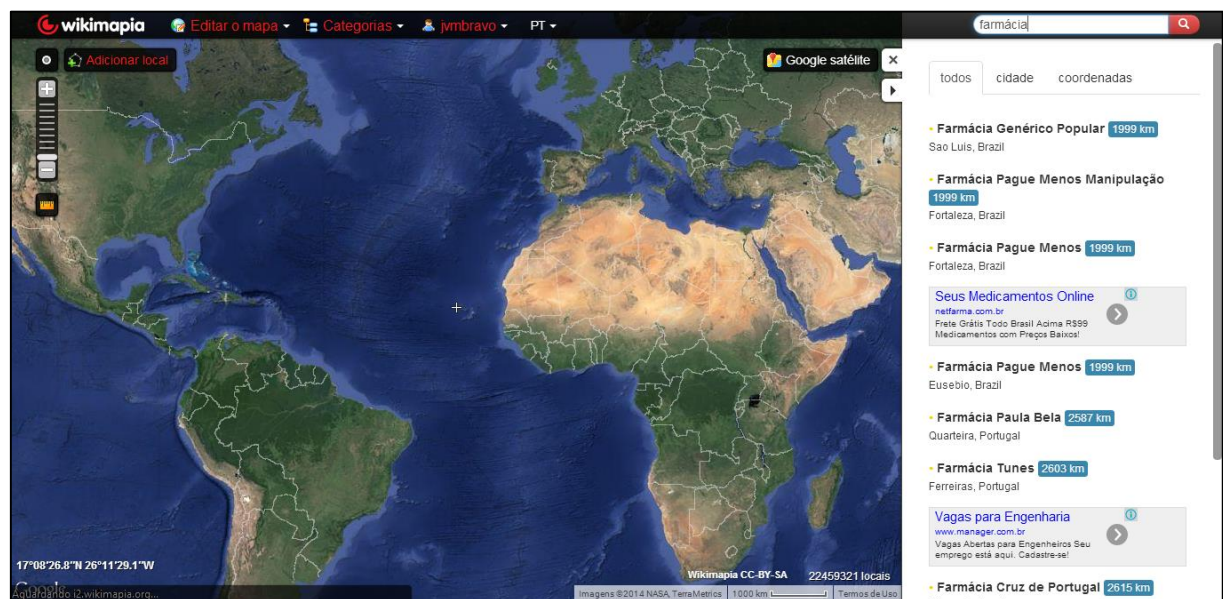 wikimapia Editar o mapa Categorias jvmbravo PT farmácia
Adicionar local
Google satélite
todos cidade coordenadas
Farmácia Genérico Popular 1999 km
Sao Luis, Brazil
Farmácia Pague Menos Manipulação
1999 km
Fortaleza, Brazil
Farmácia Pague Menos 1999 km
Fortaleza, Brazil
Seus Medicamentos Online
netfarma.com.br
Frete Grátis Todo Brasil Acima R$99
Medicamentos com Preços Baixos!
Farmácia Pague Menos 1999 km
Eusebio, Brazil
Farmácia Paula Bela 2587 km
Quarteira, Portugal
Farmácia Tunes 2603 km
Ferreiras, Portugal
Vagas para Engenharia
www.manager.com.br
Vagas Abertas para Engenheiros Seu
emprego está aqui. Cadastre-se!
Farmácia Cruz de Portugal 2615 km
17°08'26.8"N 26°11'29.1"W
Wikimapia CC-BY-SA 22459321 locais
Google
Aguardando i2.wikimapia.org...
Imagens ©2014 NASA, TerraMetrics 1000 km Termos de Uso